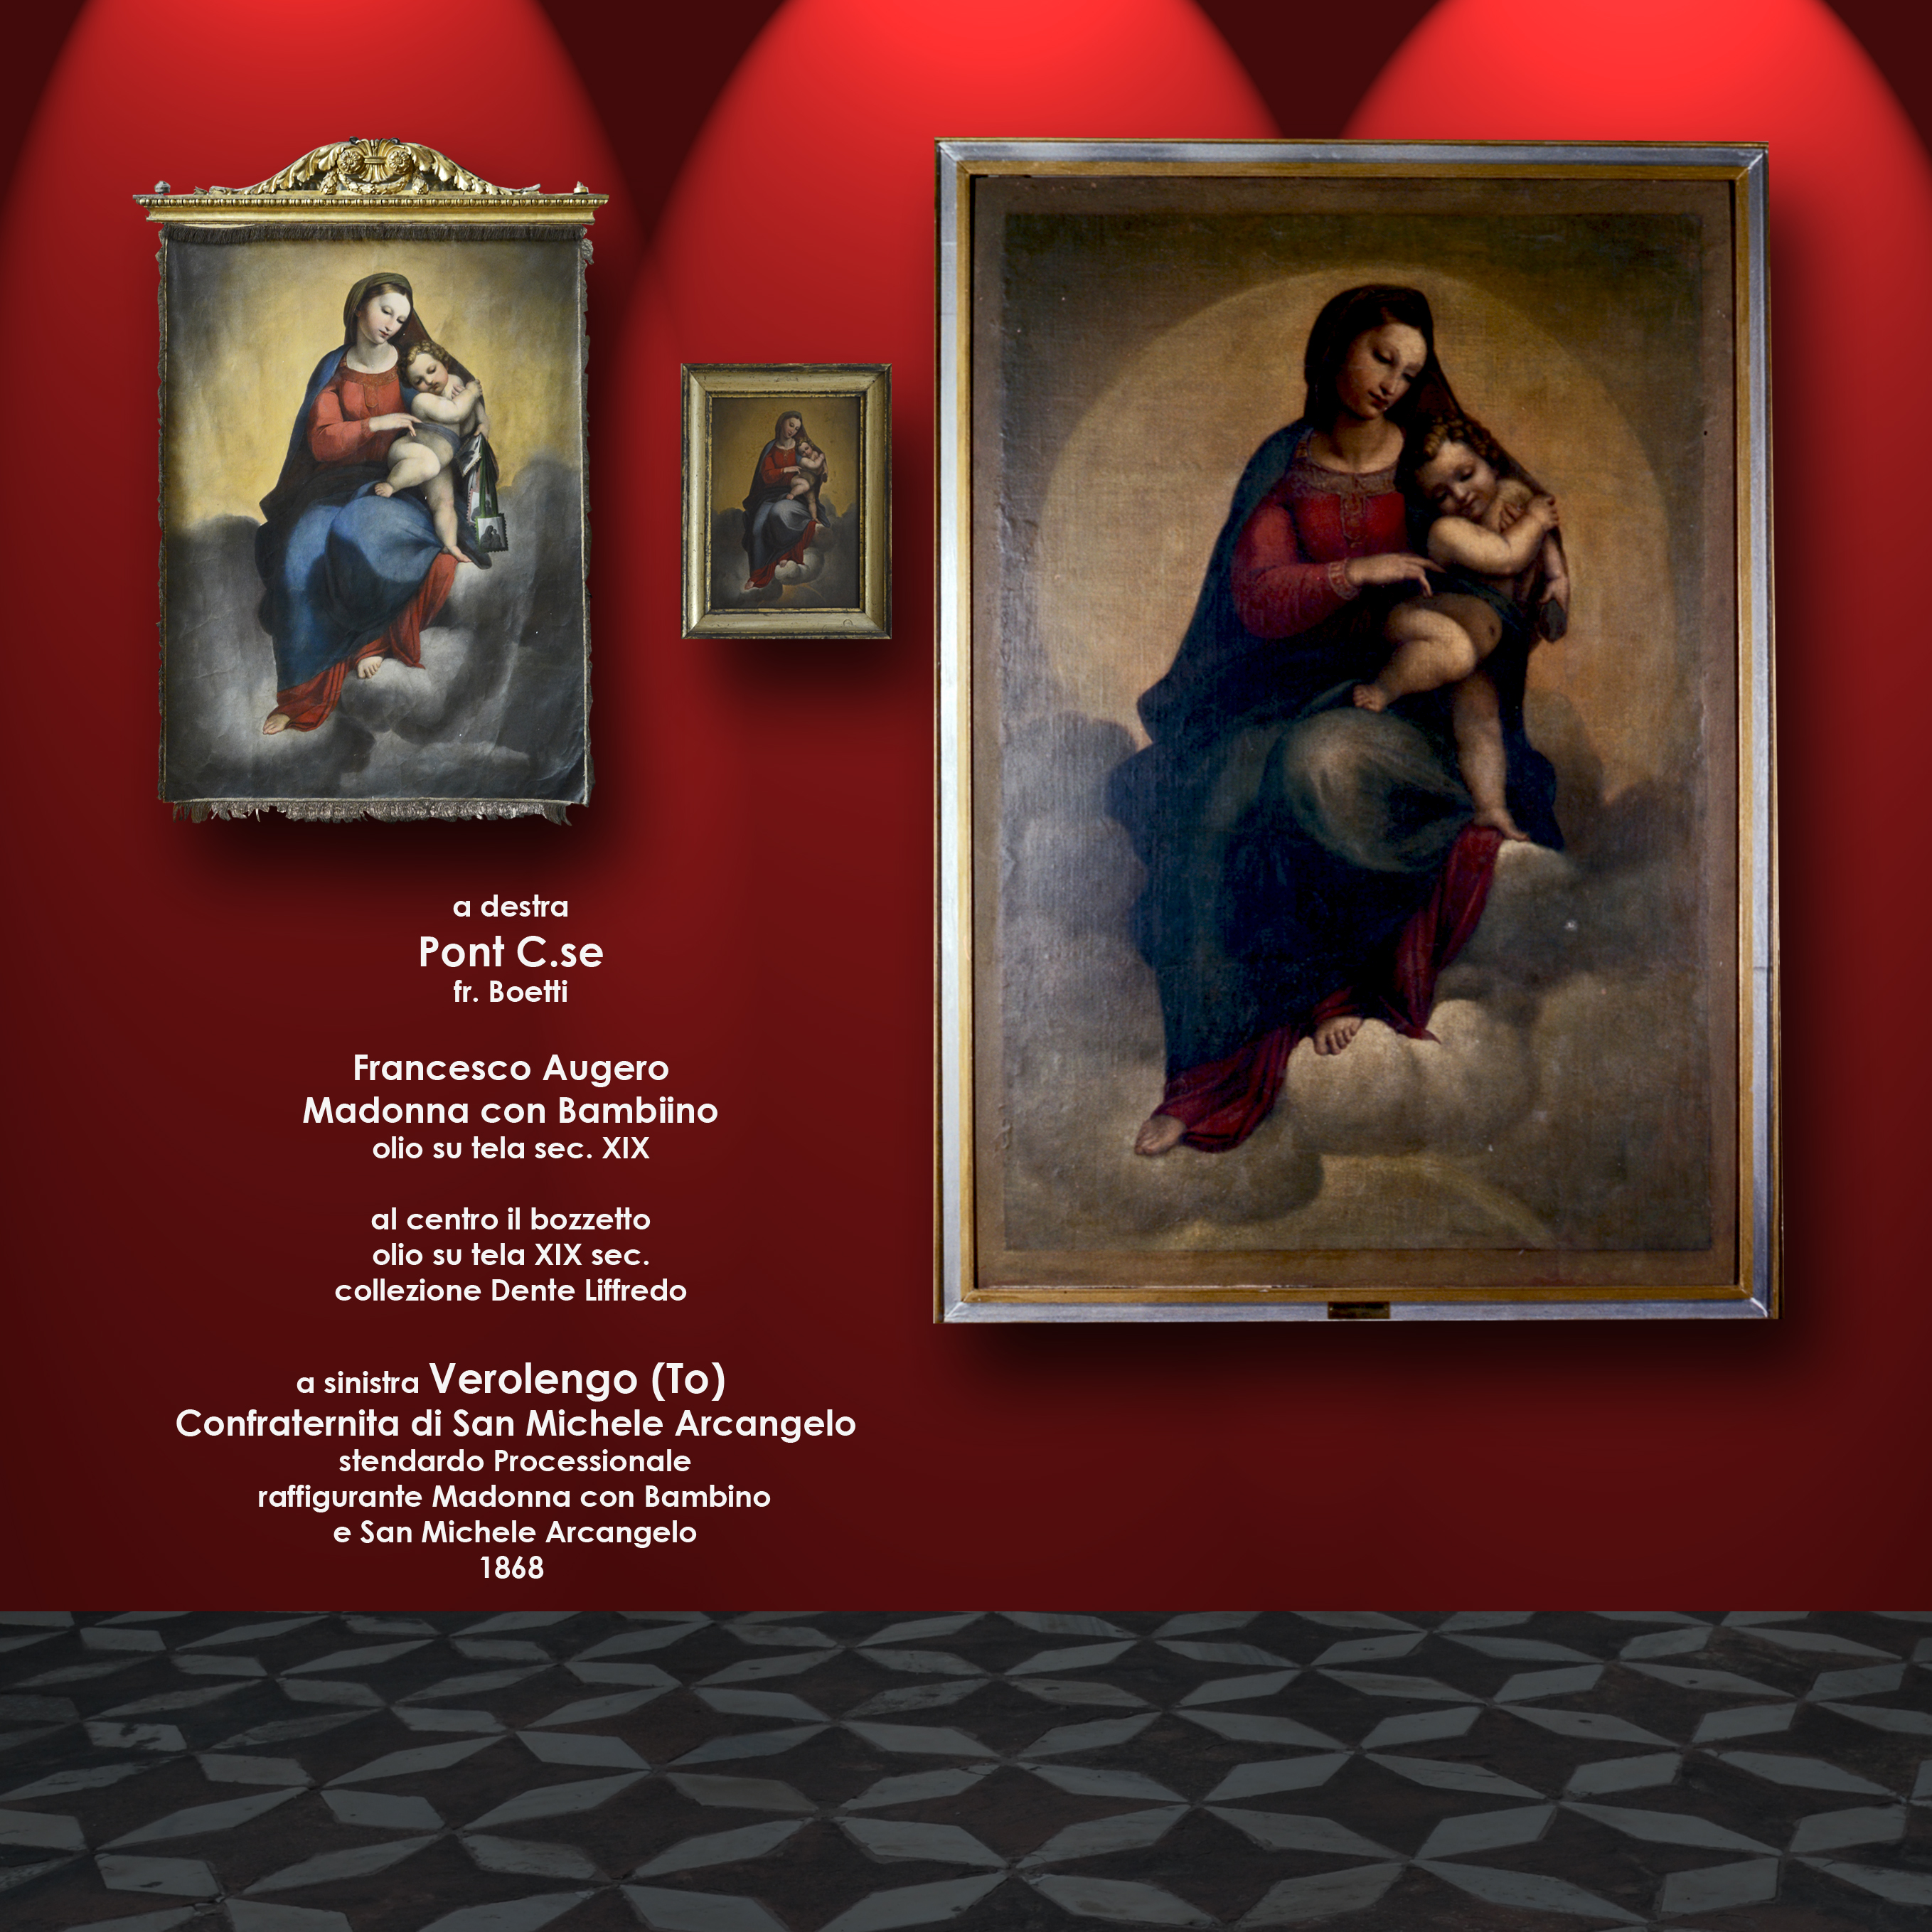 a destra
Pont C.se
fr. Boetti
Francesco Augero
Madonna con Bambiino
olio su tela sec. XIX
al centro il bozzetto
olio su tela XIX sec.
collezione Dente Liffredo
a sinistra Verolengo (To)
Confraternita di San Michele Arcangelo
stendardo Processionale
raffigurante Madonna con Bambino
e San Michele Arcangelo
1868